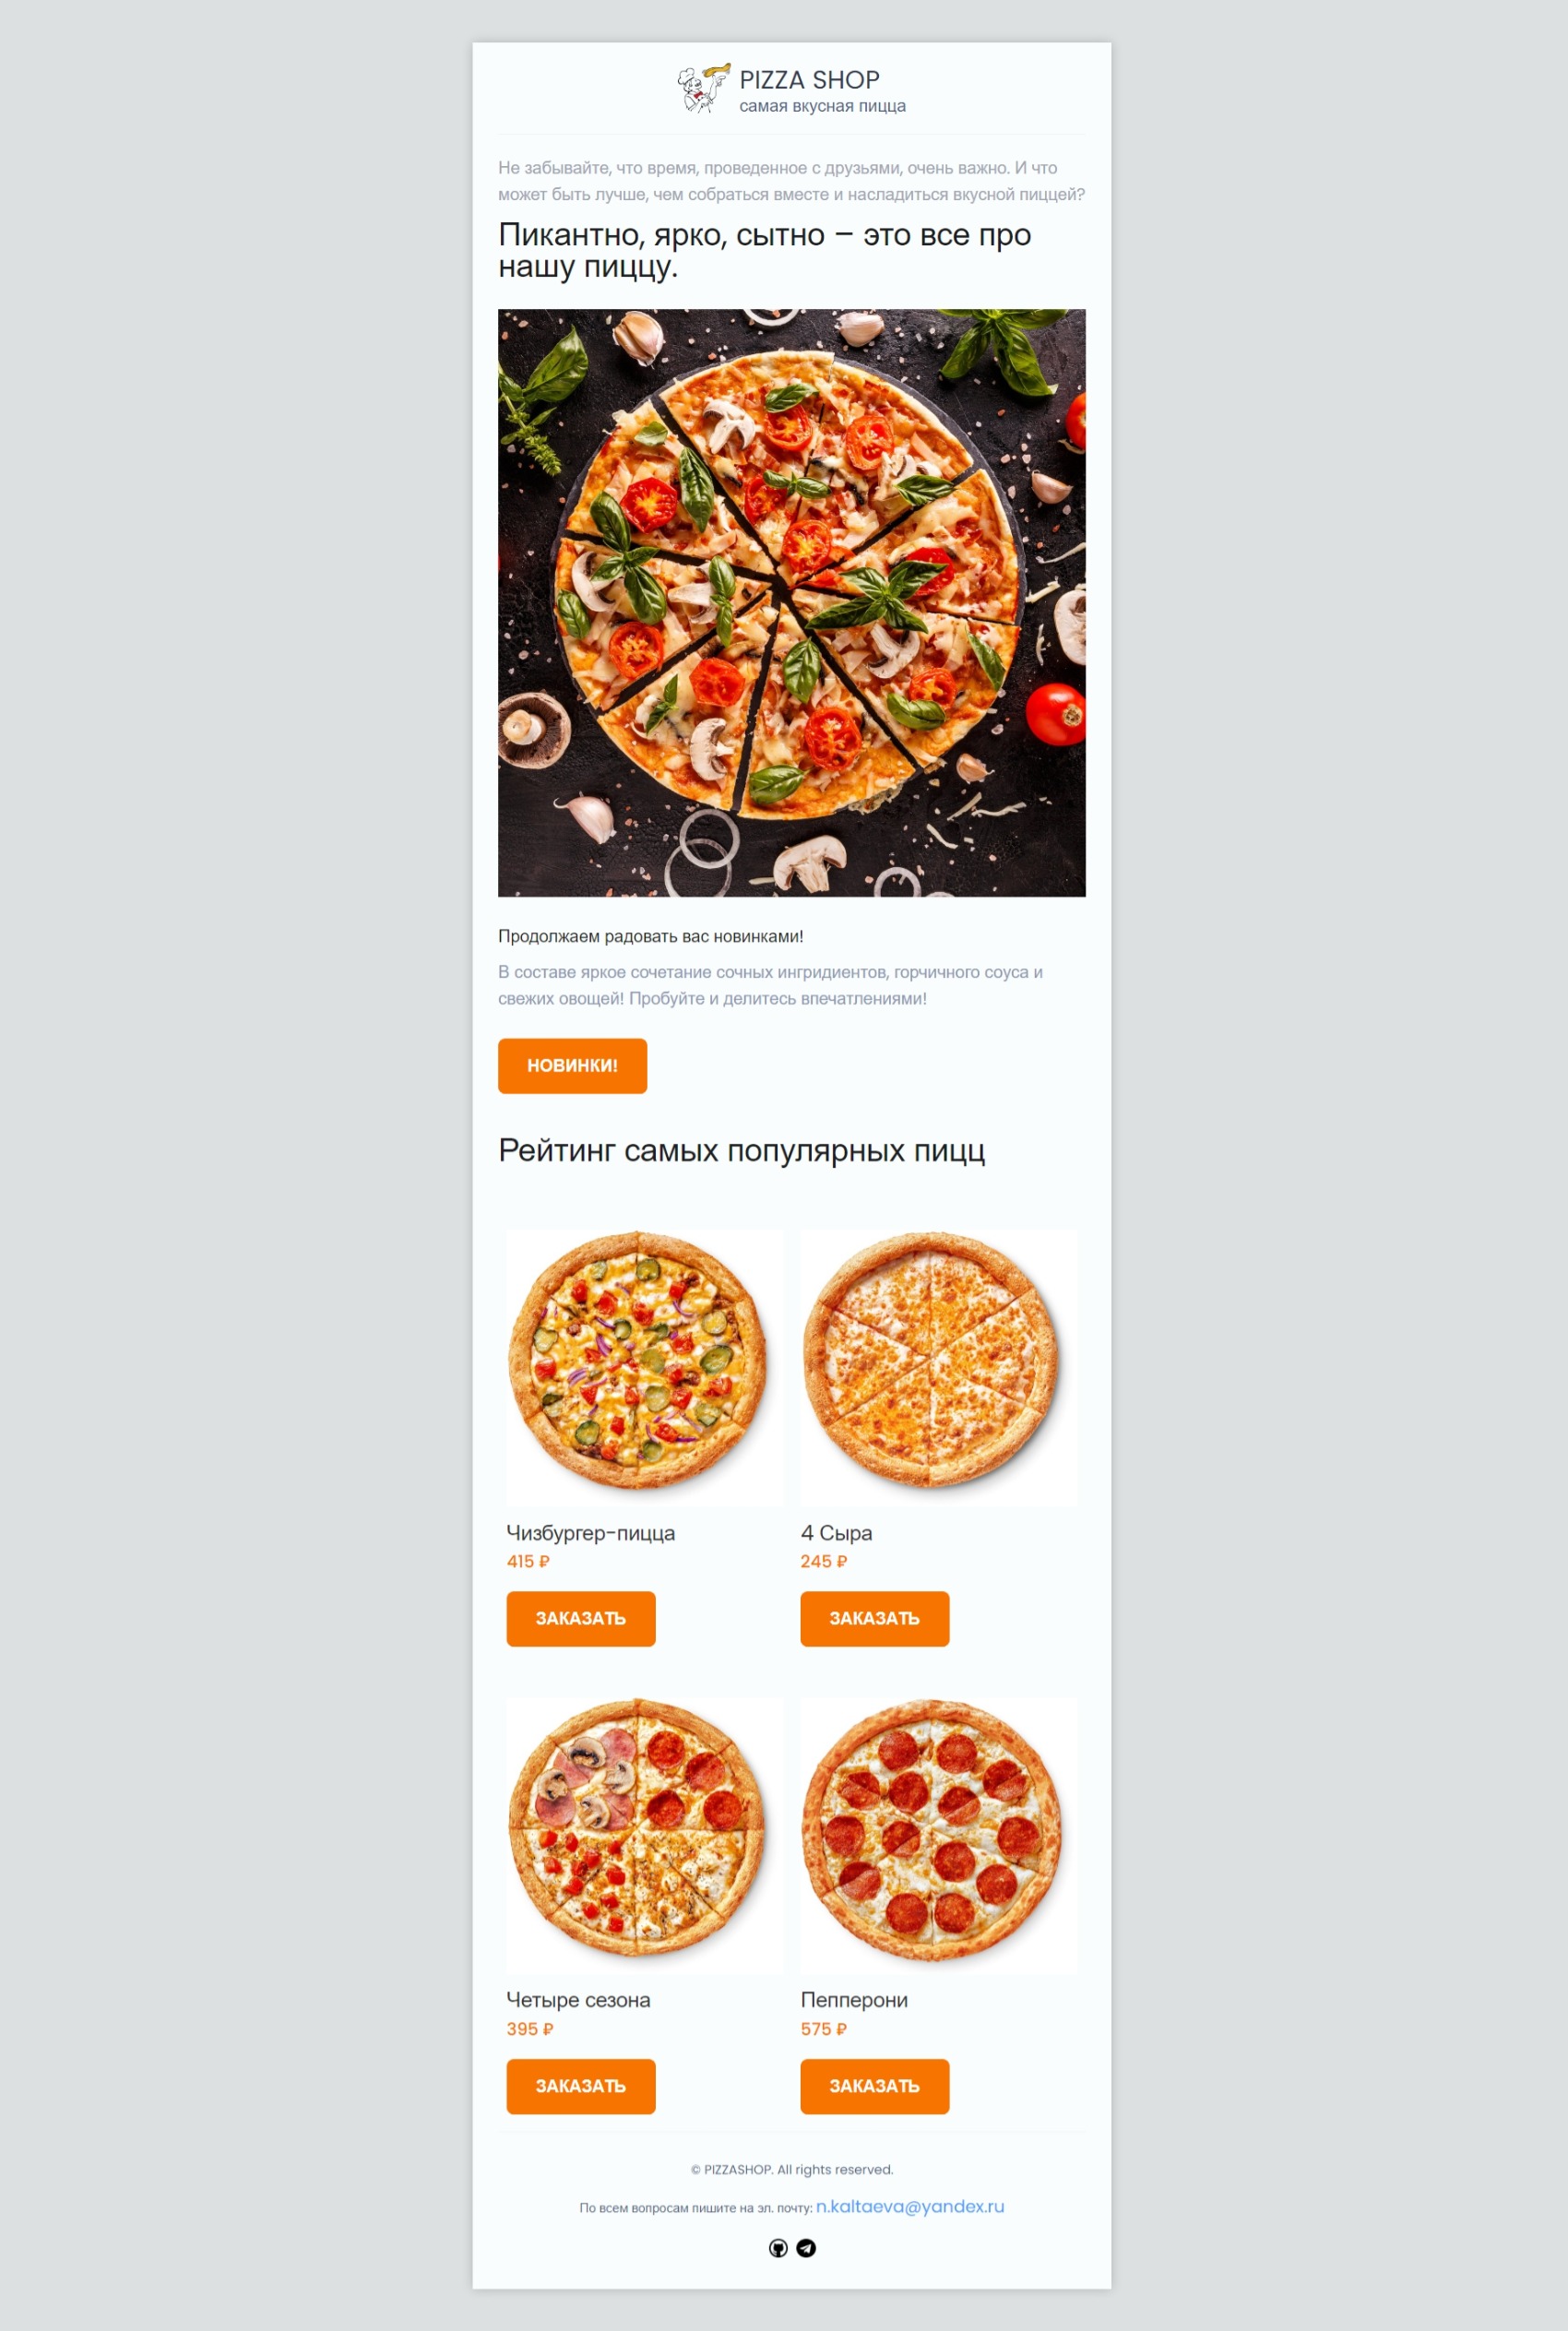 PIZZA SHOP
самая вкусная пицца
Не забывайте, что время, проведенное с друзьями, очень важно. И что
может быть лучше, чем собраться вместе и насладиться вкусной пиццей?
Пикантно, ярко, сытно – это все про
нашу пиццу.
Продолжаем радовать вас новинками!
В составе яркое сочетание сочных ингридиентов, горчичного соуса и
свежих овощей! Пробуйте и делитесь впечатлениями!
НОВИНКИ!
Рейтинг самых популярных пицц
Чизбургер-пицца
415 ₽
ЗАКАЗАТЬ
4 Сыра
245 ₽
ЗАКАЗАТЬ
Четыре сезона
395 ₽
ЗАКАЗАТЬ
Пепперони
575 ₽
ЗАКАЗАТЬ
© PIZZASHOP. All rights reserved.
По всем вопросам пишите на эл. почту: n.kaltaeva@yandex.ru